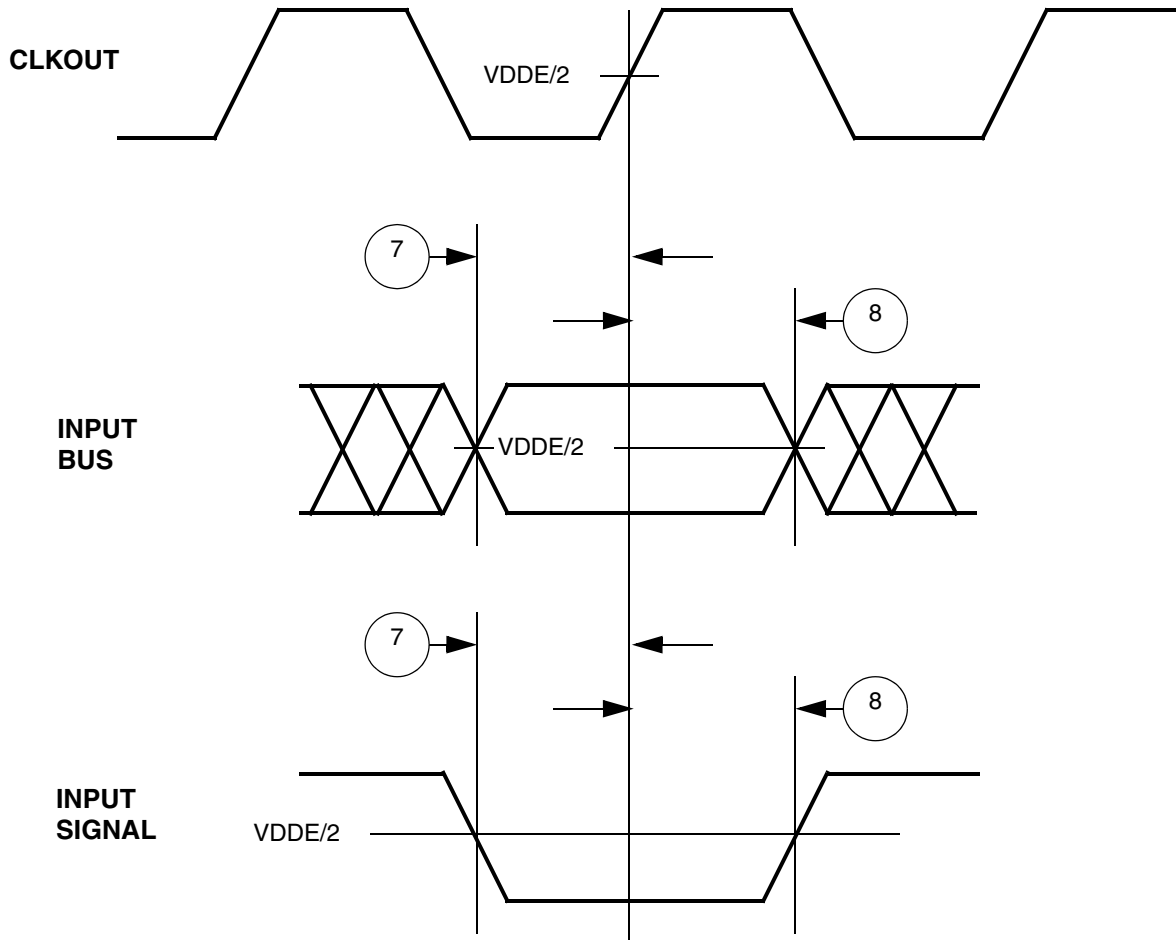 CLKOUT
VDDE/2
7
8
INPUT
BUS
VDDE/2
7
8
INPUT
SIGNAL
VDDE/2